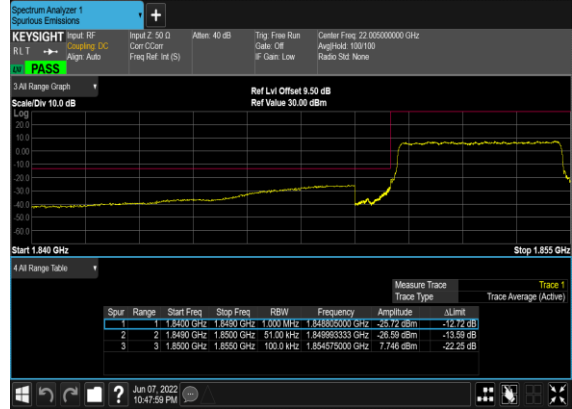 Spectrum Analyzer 1
Spurious Emissions
KEYSIGHT
RLT
Input: RF
Coupling: DC
Align: Auto
Input Z: 50 Ω
Corr CCorr
Freq Ref: Int (S)
Atten: 40 dB
Trig: Free Run
Gate: Off
IF Gain: Low
Center Freq: 22.005000000 GHz
Avg|Hold: 100/100
Radio Std: None
PASS
3 All Range Graph
Scale/Div 10.0 dB
Ref Lvl Offset 9.50 dB
Ref Value 30.00 dBm
Log
20.0
10.0
0.00
-10.0
-20.0
-30.0
-40.0
-50.0
-60.0
Start 1.840 GHz
Stop 1.855 GHz
4 All Range Table
Measure Trace Trace 1
Trace Type Trace Average (Active)
Spur Range Start Freq Stop Freq RBW Frequency Amplitude ΔLimit
1 1 1.8400 GHz 1.8490 GHz 1.000 MHz 1.848805000 GHz -25.72 dBm -12.72 dB
2 2 1.8490 GHz 1.8500 GHz 51.00 kHz 1.849993333 GHz -26.59 dBm -13.59 dB
3 3 1.8500 GHz 1.8550 GHz 100.0 kHz 1.854575000 GHz 7.746 dBm -22.25 dB
Jun 07, 2022
10:47:59 PM